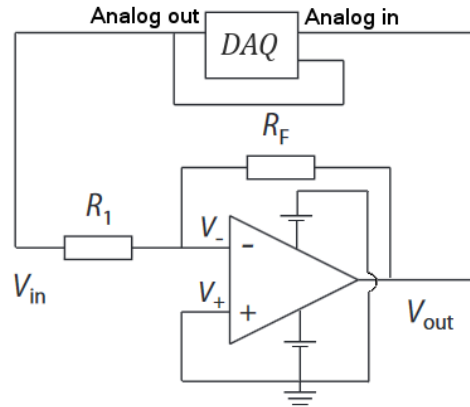 Analog out
DAQ
Analog in
R_F
R_1
V_-
-
V_in
V_+
+
V_out